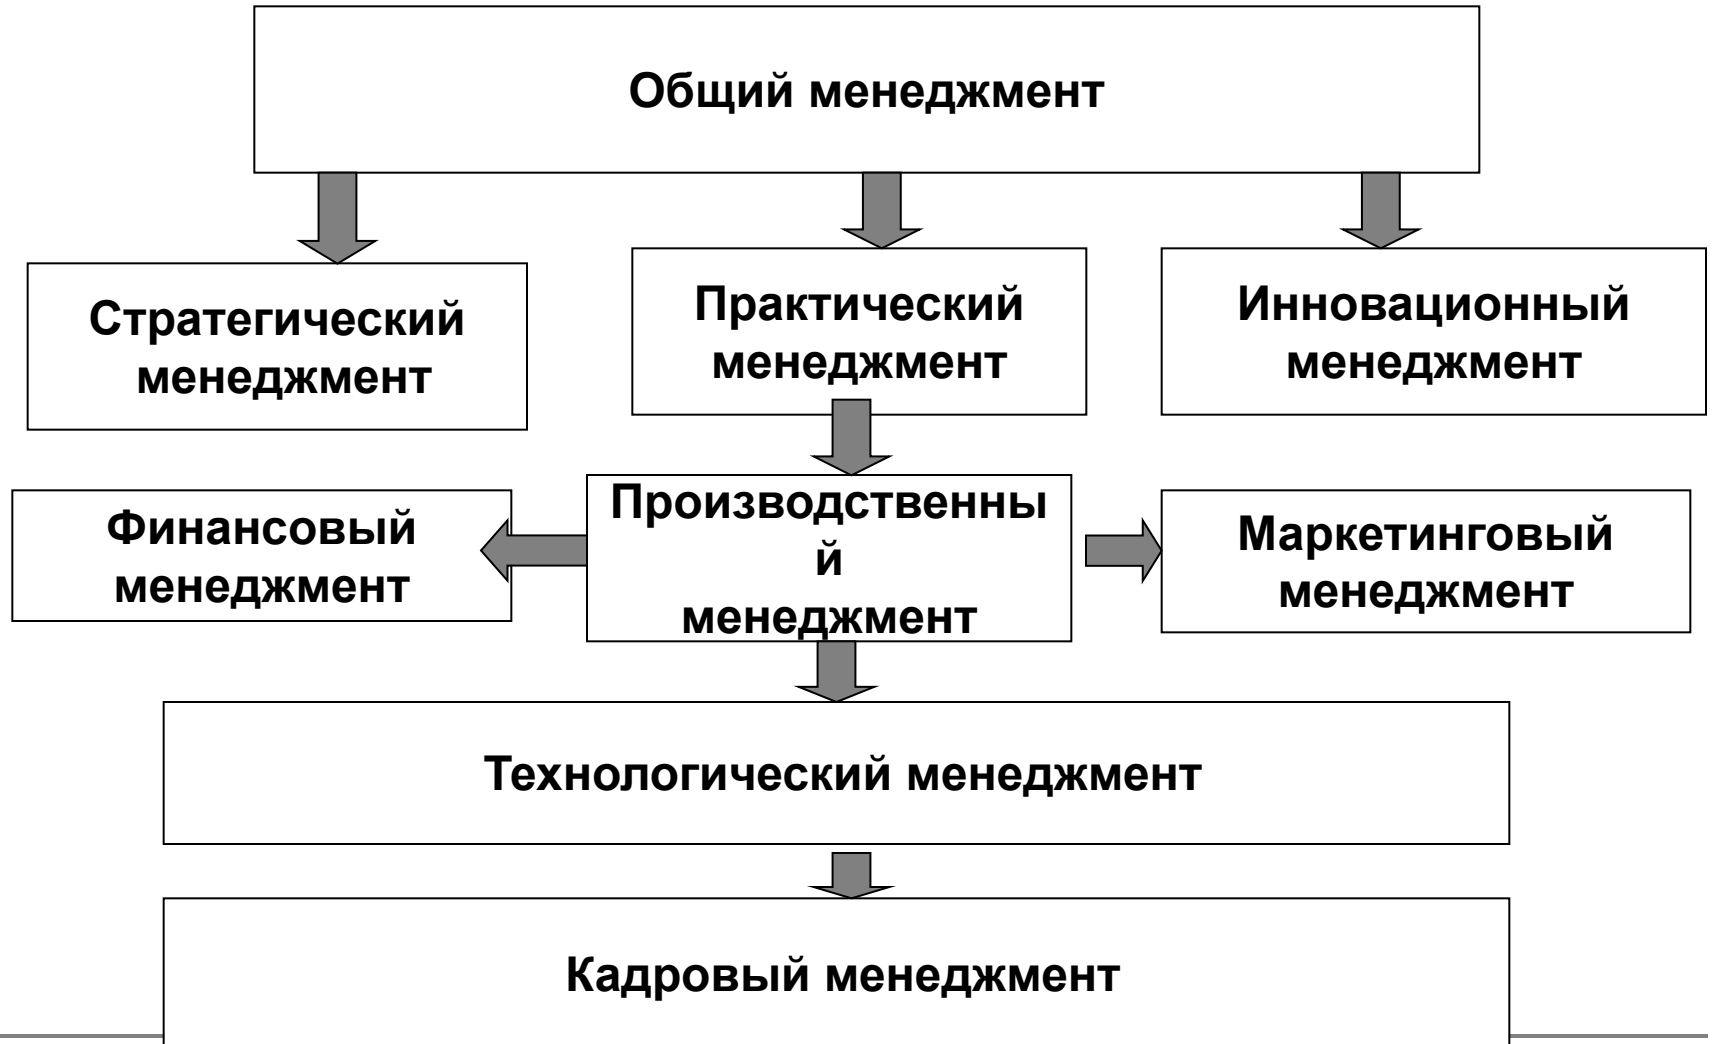 Общий менеджмент
Стратегический
менеджмент
Практический
менеджмент
Инновационный
менеджмент
Финансовый
менеджмент
Производственны
й
менеджмент
Маркетинговый
менеджмент
Технологический менеджмент
Кадровый менеджмент